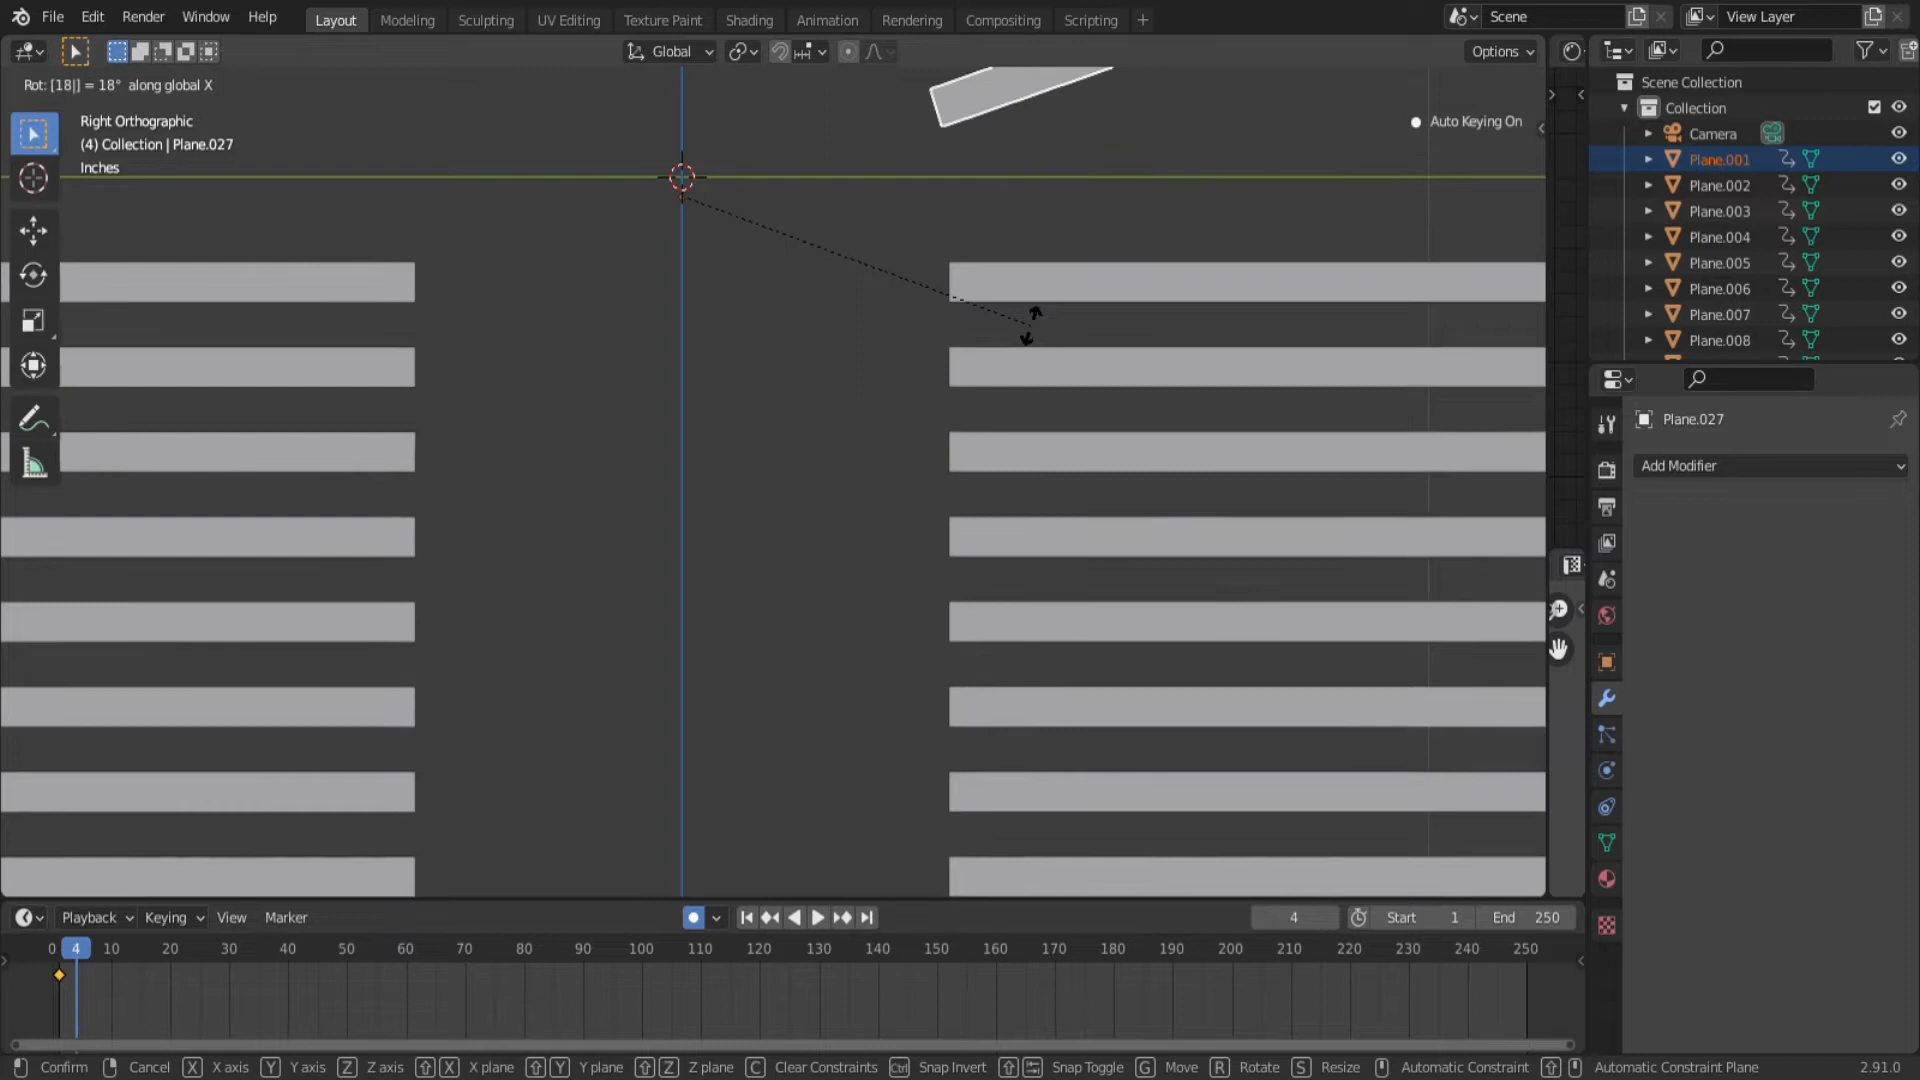 File Edit Render Window Help Layout Modeling Sculpting UV Editing Texture Paint Shading Animation Rendering Compositing Scripting + Scene View Layer
Global Options
Rot: [18|] = 18° along global X
Right Orthographic
(4) Collection | Plane.027
Inches
Auto Keying On
Scene Collection
Collection
Camera
Plane.001
Plane.002
Plane.003
Plane.004
Plane.005
Plane.006
Plane.007
Plane.008
Plane.027
Add Modifier
Playback Keying View Marker 4 Start 1 End 250
0 4 10 20 30 40 50 60 70 80 90 100 110 120 130 140 150 160 170 180 190 200 210 220 230 240 250
Confirm Cancel X X axis Y Y axis Z Z axis X X plane Y Y plane Z Z plane C Clear Constraints Ctrl Snap Invert Snap Toggle G Move R Rotate S Resize Automatic Constraint Automatic Constraint Plane 2.91.0